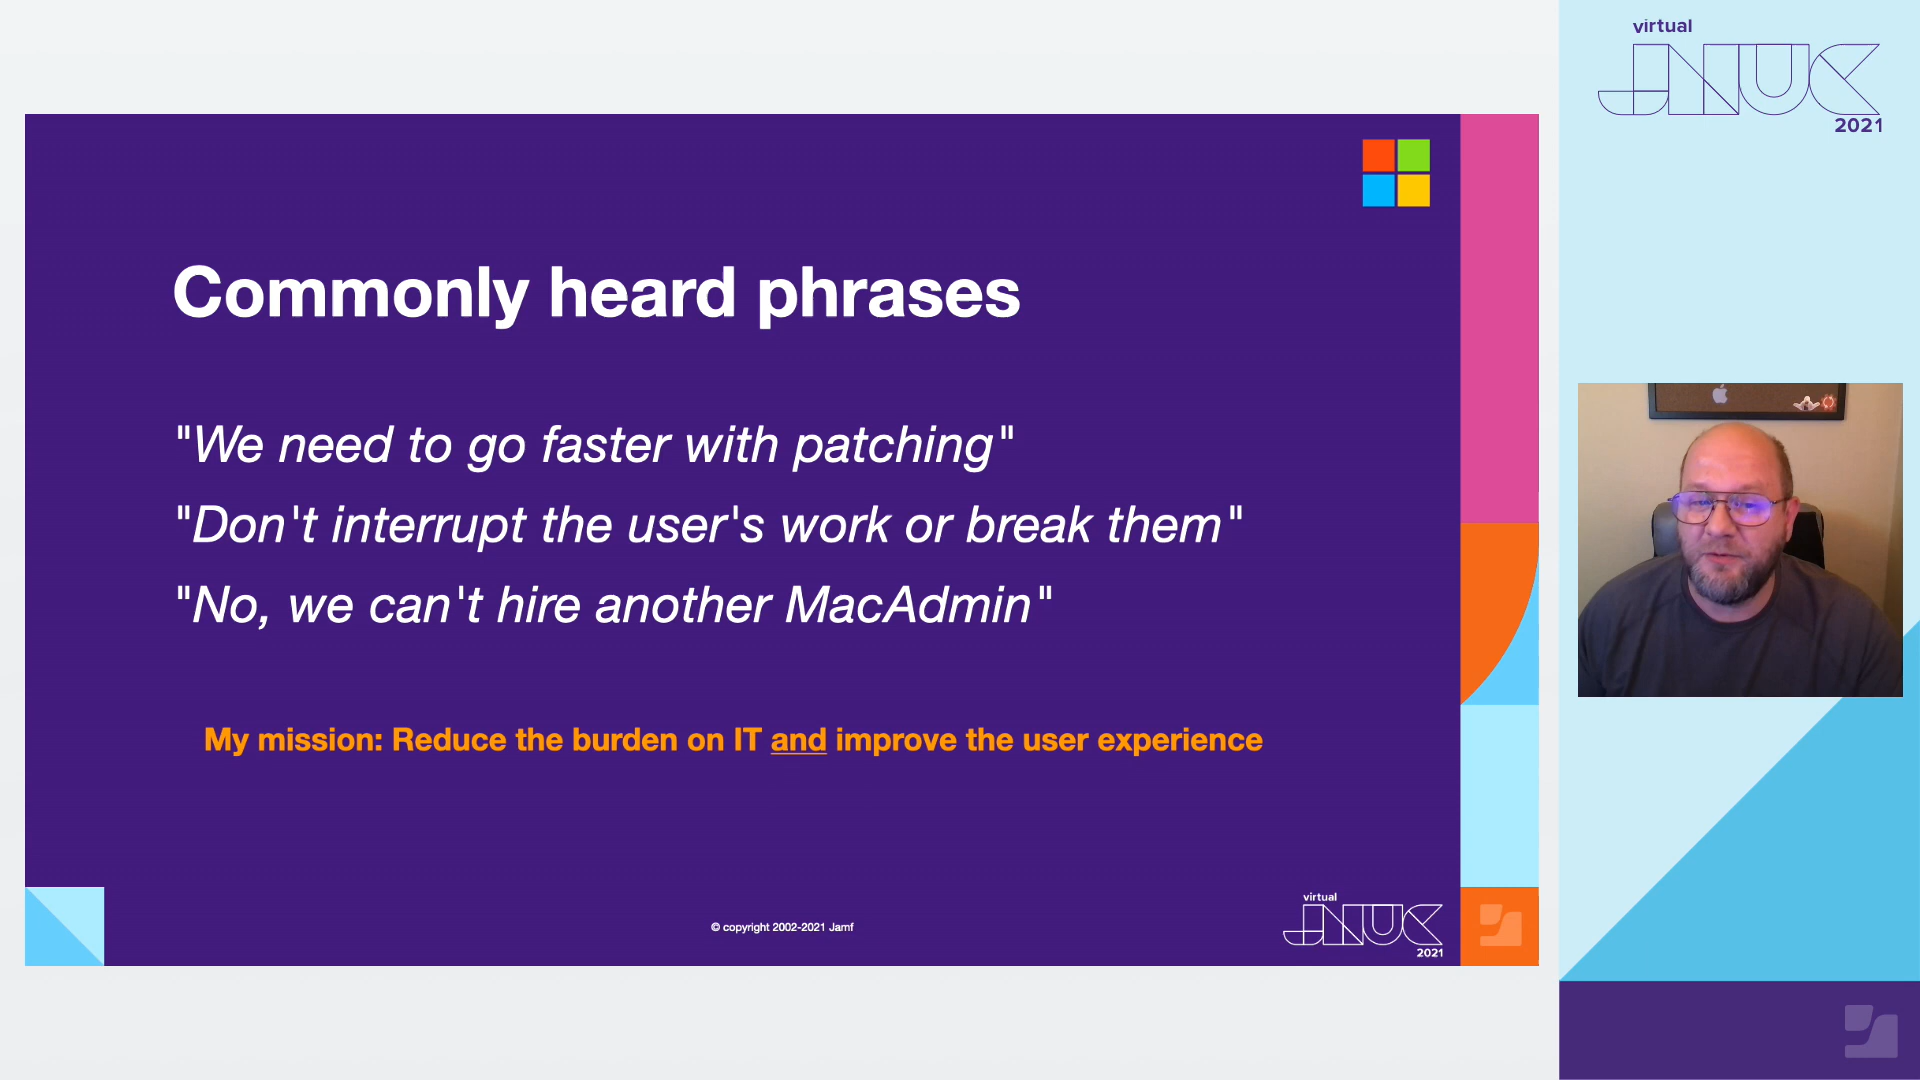 Commonly heard phrases
"We need to go faster with patching"
"Don't interrupt the user's work or break them"
"No, we can't hire another MacAdmin"
My mission: Reduce the burden on IT and improve the user experience
© copyright 2002-2021 Jamf
virtual
JNUC
2021
virtual
JNUC
2021